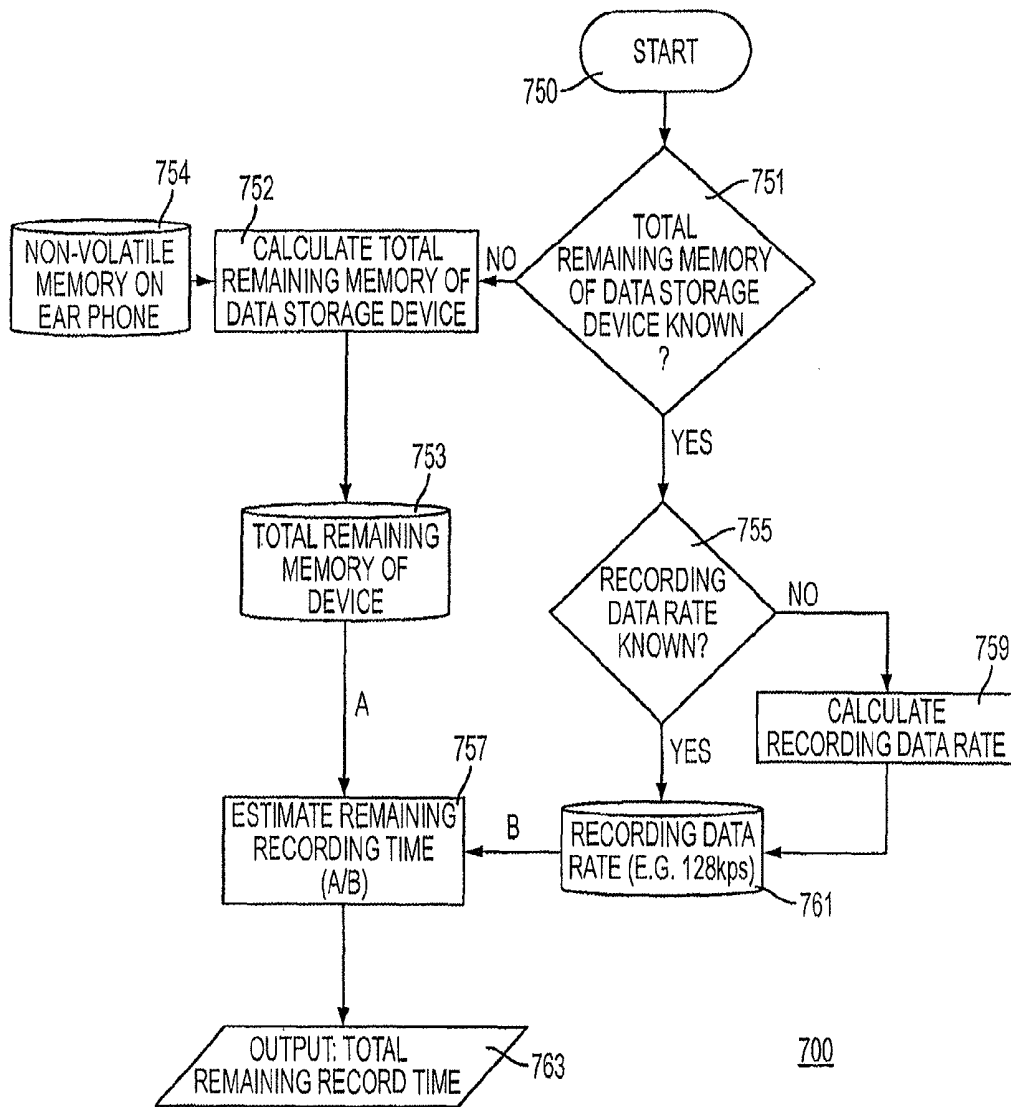 START
750
751
TOTAL
REMAINING MEMORY
OF DATA STORAGE
DEVICE KNOWN
?
NO
YES
754
NON-VOLATILE
MEMORY ON
EAR PHONE
752
CALCULATE TOTAL
REMAINING MEMORY OF
DATA STORAGE DEVICE
753
TOTAL REMAINING
MEMORY OF
DEVICE
A
755
RECORDING
DATA RATE
KNOWN?
NO
YES
759
CALCULATE
RECORDING DATA RATE
757
ESTIMATE REMAINING
RECORDING TIME
(A/B)
B
RECORDING DATA
RATE (E.G. 128kps)
761
OUTPUT: TOTAL
REMAINING RECORD TIME
763
700